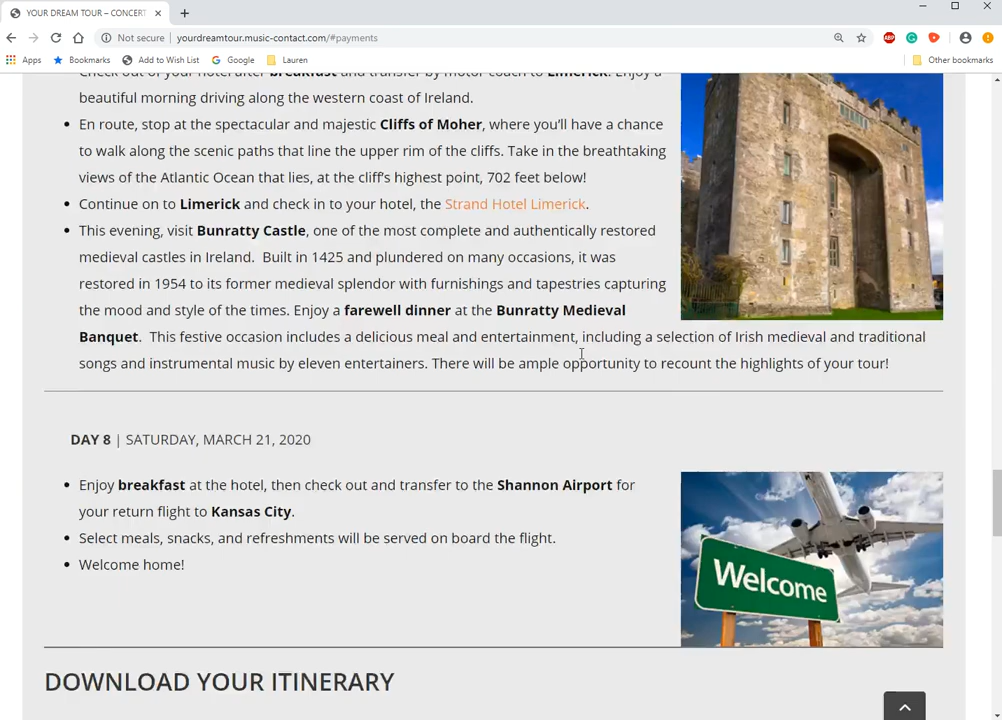 YOUR DREAM TOUR – CONCERT
Not secure | yourdreamtour.music-contact.com/#payments
Apps Bookmarks Add to Wish List Google Lauren Other bookmarks
Check out of your hotel after breakfast and transfer by motor coach to Limerick. Enjoy a
beautiful morning driving along the western coast of Ireland.
• En route, stop at the spectacular and majestic Cliffs of Moher, where you'll have a chance
to walk along the scenic paths that line the upper rim of the cliffs. Take in the breathtaking
views of the Atlantic Ocean that lies, at the cliff's highest point, 702 feet below!
• Continue on to Limerick and check in to your hotel, the Strand Hotel Limerick.
• This evening, visit Bunratty Castle, one of the most complete and authentically restored
medieval castles in Ireland. Built in 1425 and plundered on many occasions, it was
restored in 1954 to its former medieval splendor with furnishings and tapestries capturing
the mood and style of the times. Enjoy a farewell dinner at the Bunratty Medieval
Banquet. This festive occasion includes a delicious meal and entertainment, including a selection of Irish medieval and traditional
songs and instrumental music by eleven entertainers. There will be ample opportunity to recount the highlights of your tour!
DAY 8 | SATURDAY, MARCH 21, 2020
• Enjoy breakfast at the hotel, then check out and transfer to the Shannon Airport for
your return flight to Kansas City.
• Select meals, snacks, and refreshments will be served on board the flight.
• Welcome home!
Welcome
DOWNLOAD YOUR ITINERARY